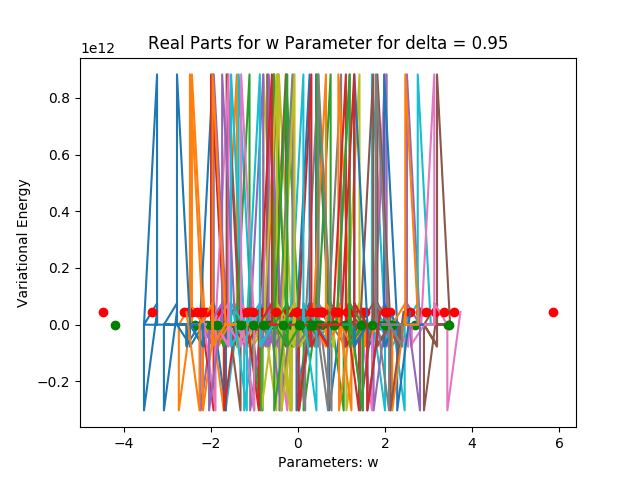 Real Parts for w Parameter for delta = 0.95
1e12
0.8
0.6
0.4
0.2
0.0
−0.2
Variational Energy
−4 −2 0 2 4 6
Parameters: w